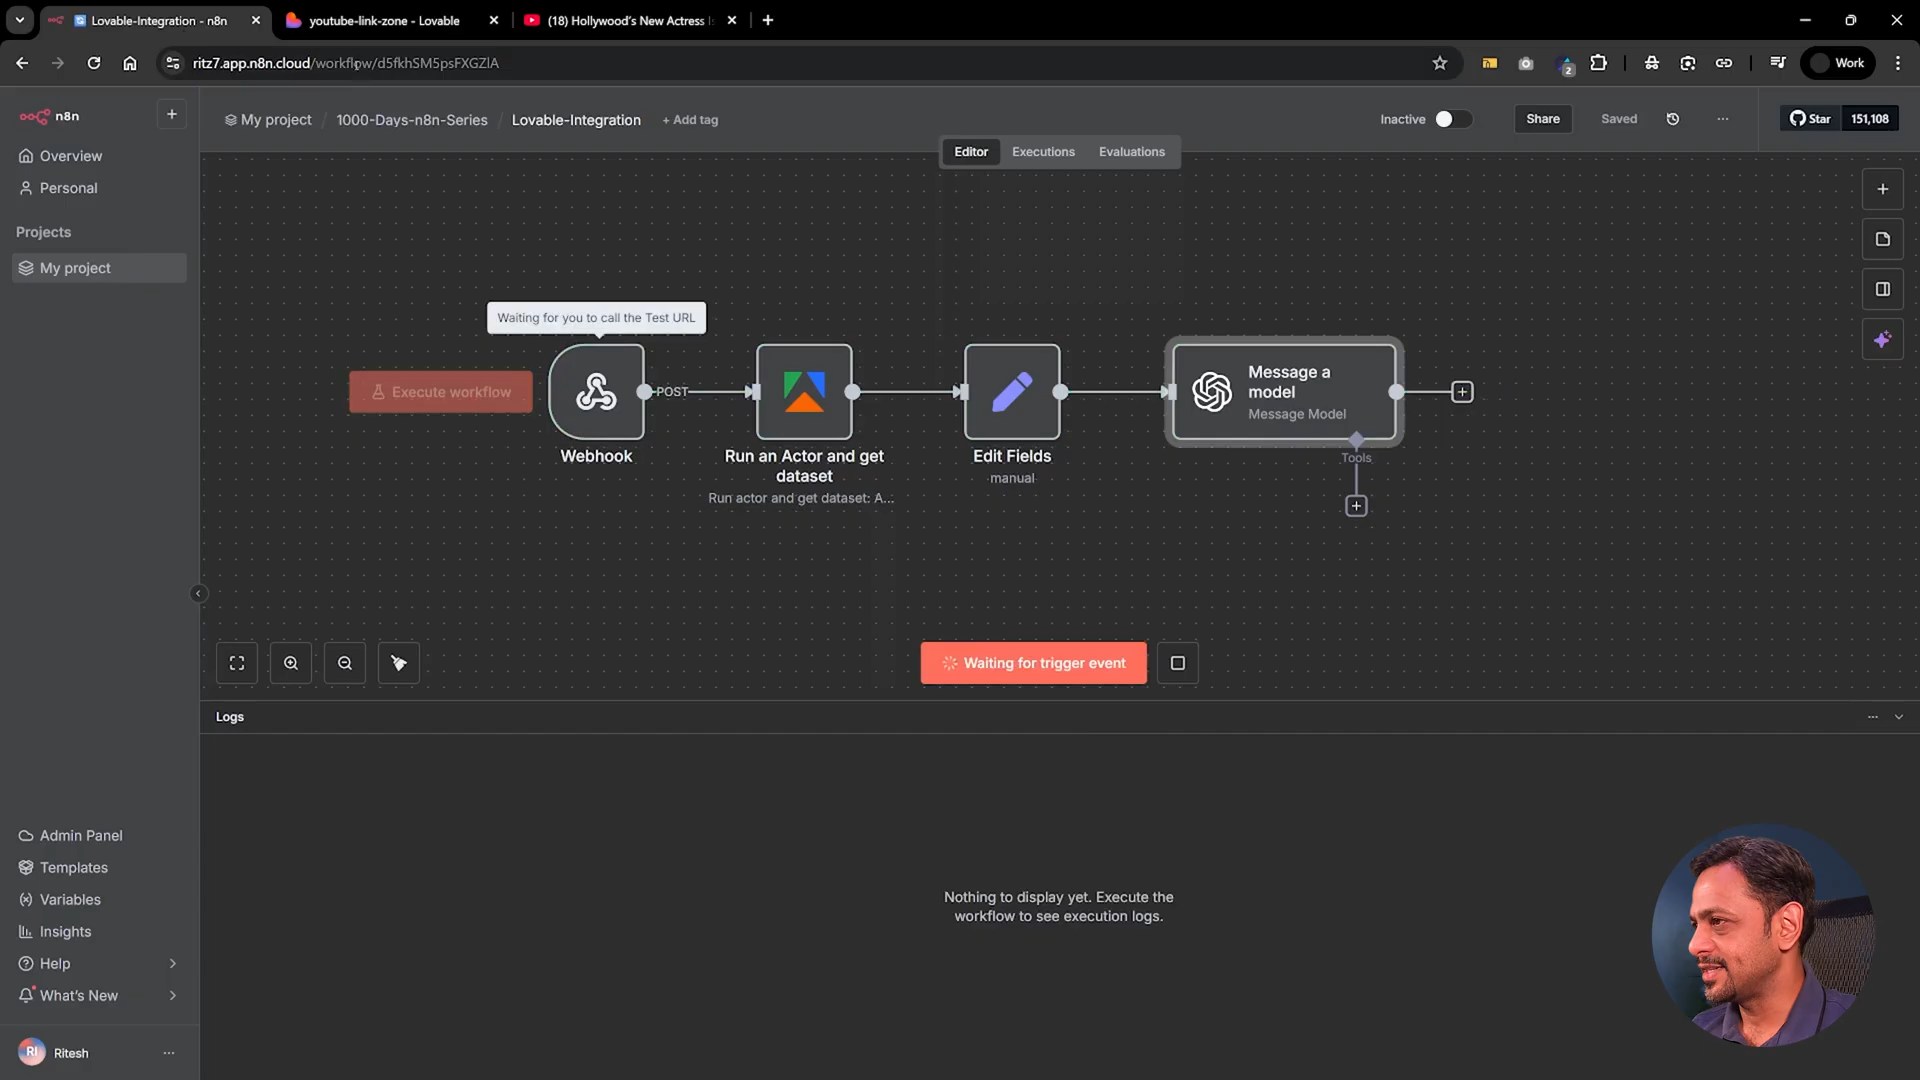 Lovable-Integration - n8n
youtube-link-zone - Lovable
(18) Hollywood's New Actress
ritz7.app.n8n.cloud/workflow/d5fkhSM5psFXGZlA
2
Work
n8n
My project / 1000-Days-n8n-Series / Lovable-Integration + Add tag
Inactive
Share
Saved
Star 151,108
Editor
Executions
Evaluations
Overview
Personal
Projects
My project
Waiting for you to call the Test URL
Execute workflow
POST
Webhook
Run an Actor and get
dataset
Run actor and get dataset: A...
Edit Fields
manual
Message a
model
Message Model
Tools
Waiting for trigger event
Logs
Nothing to display yet. Execute the
workflow to see execution logs.
Admin Panel
Templates
Variables
Insights
Help
What's New
RI
Ritesh